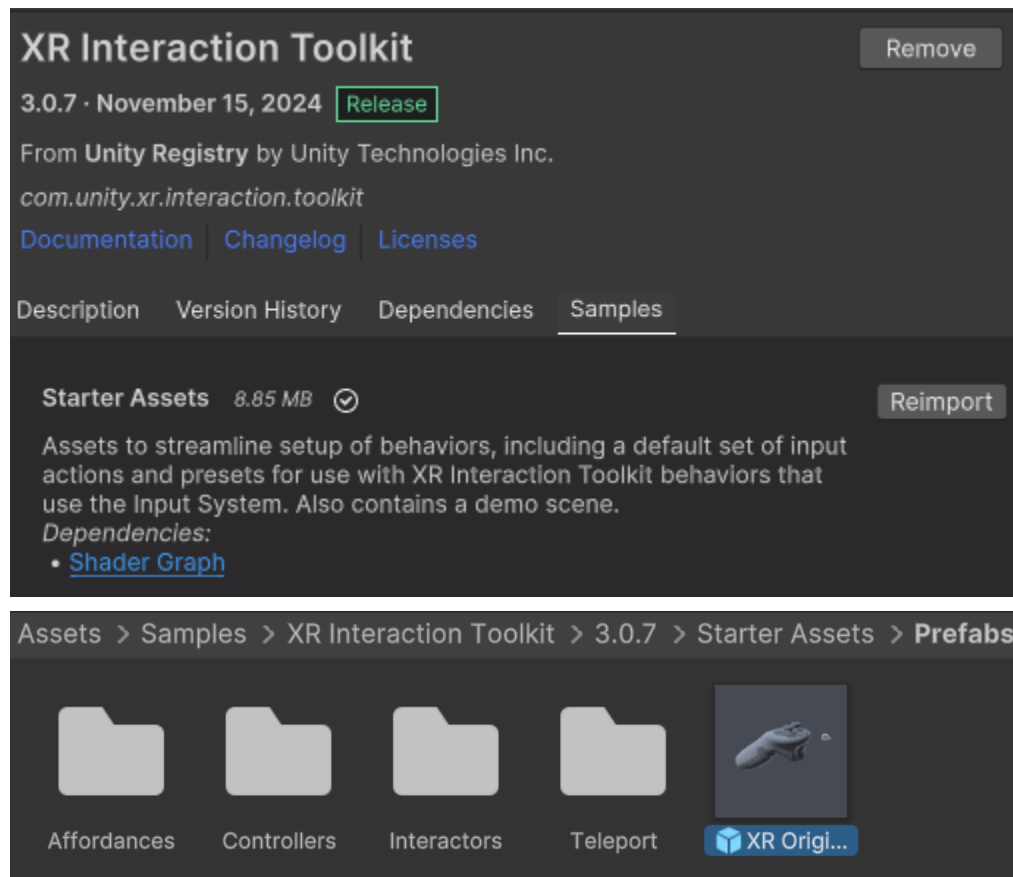 XR Interaction Toolkit
Remove
3.0.7 · November 15, 2024 Release
From Unity Registry by Unity Technologies Inc.
com.unity.xr.interaction.toolkit
Documentation Changelog Licenses
Description Version History Dependencies Samples
Starter Assets 8.85 MB
Reimport
Assets to streamline setup of behaviors, including a default set of input
actions and presets for use with XR Interaction Toolkit behaviors that
use the Input System. Also contains a demo scene.
Dependencies:
• Shader Graph
Assets > Samples > XR Interaction Toolkit > 3.0.7 > Starter Assets > Prefabs
Affordances Controllers Interactors Teleport XR Origi...